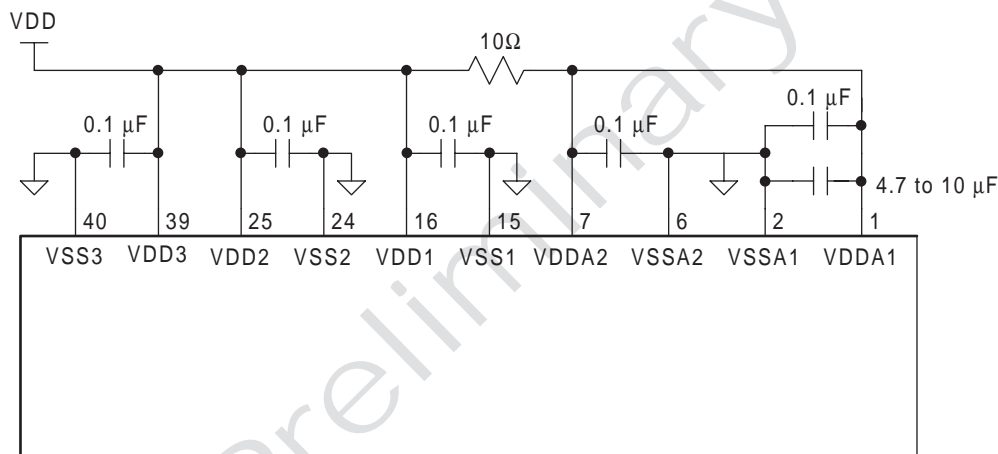 VDD
10Ω
0.1 µF
0.1 µF 0.1 µF 0.1 µF 0.1 µF
4.7 to 10 µF
40 39 25 24 16 15 7 6 2 1
VSS3 VDD3 VDD2 VSS2 VDD1 VSS1 VDDA2 VSSA2 VSSA1 VDDA1
Preliminary